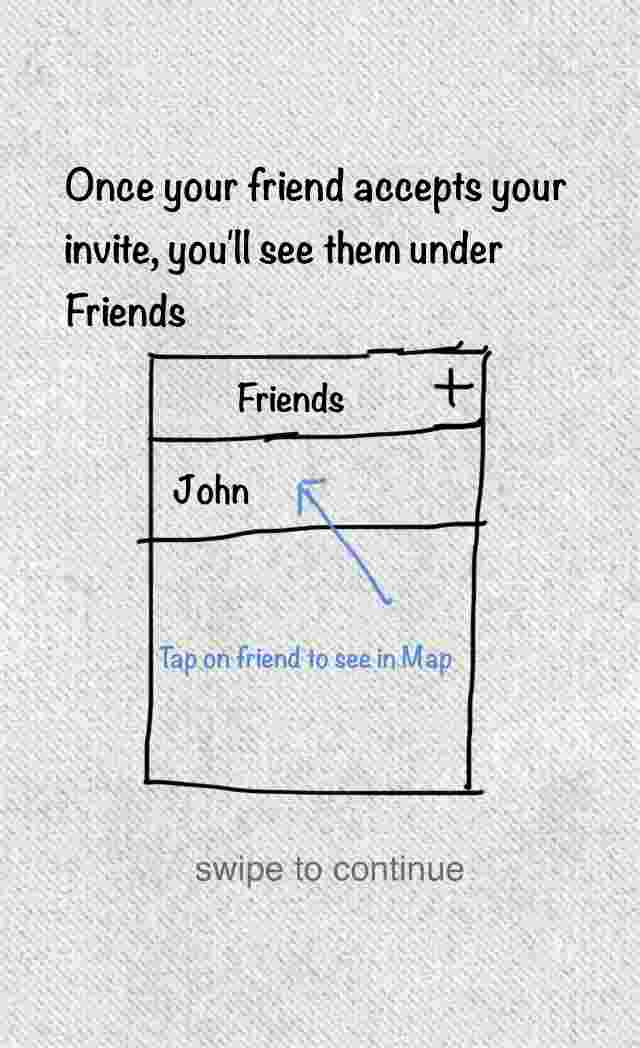 Once your friend accepts your
invite, you'll see them under
Friends
Friends +
John
Tap on friend to see in Map
swipe to continue